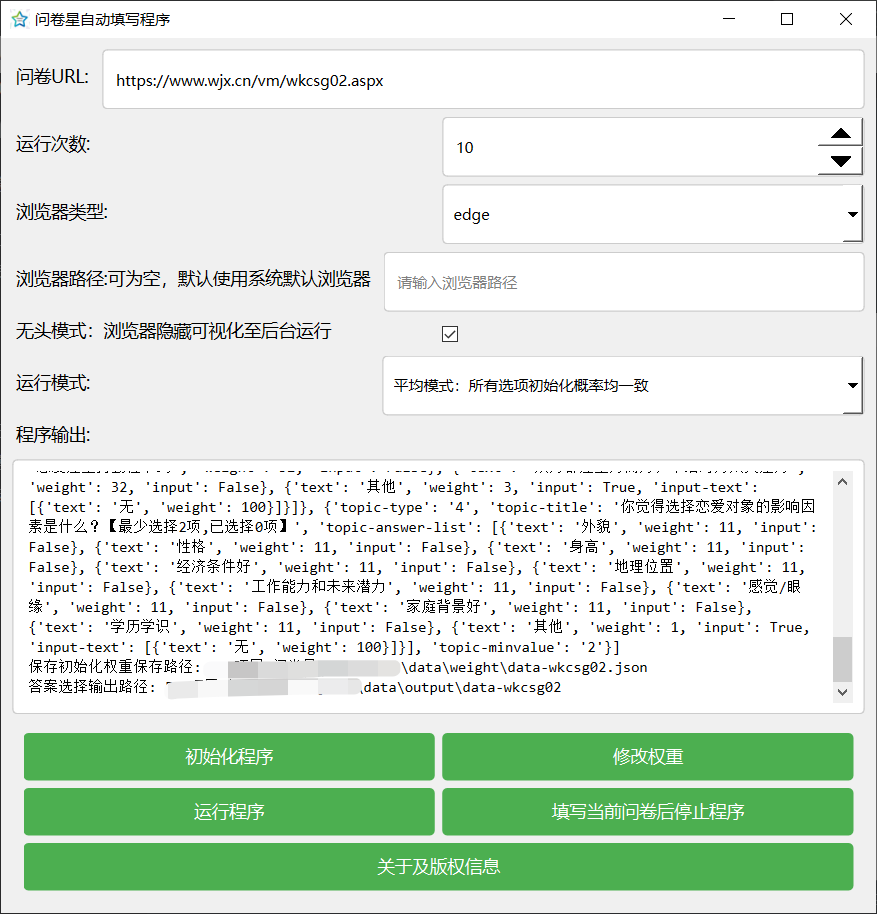 问卷星自动填写程序
问卷URL: https://www.wjx.cn/vm/wkcsg02.aspx
运行次数: 10
浏览器类型: edge
浏览器路径:可为空，默认使用系统默认浏览器 请输入浏览器路径
无头模式：浏览器隐藏可视化至后台运行
运行模式: 平均模式：所有选项初始化概率均一致
程序输出:
'weight': 32, 'input': False}, {'text': '其他', 'weight': 3, 'input': True, 'input-text':
[{'text': '无', 'weight': 100}]}]}, {'topic-type': '4', 'topic-title': '你觉得选择恋爱对象的影响因
素是什么？【最少选择2项,已选择0项】', 'topic-answer-list': [{'text': '外貌', 'weight': 11, 'input':
False}, {'text': '性格', 'weight': 11, 'input': False}, {'text': '身高', 'weight': 11, 'input':
False}, {'text': '经济条件好', 'weight': 11, 'input': False}, {'text': '地理位置', 'weight': 11,
'input': False}, {'text': '工作能力和未来潜力', 'weight': 11, 'input': False}, {'text': '感觉/眼
缘', 'weight': 11, 'input': False}, {'text': '家庭背景好', 'weight': 11, 'input': False},
{'text': '学历学识', 'weight': 11, 'input': False}, {'text': '其他', 'weight': 1, 'input': True,
'input-text': [{'text': '无', 'weight': 100}]}], 'topic-minvalue': '2'}]
保存初始化权重保存路径: \data\weight\data-wkcsg02.json
答案选择输出路径: \data\output\data-wkcsg02
初始化程序 修改权重
运行程序 填写当前问卷后停止程序
关于及版权信息